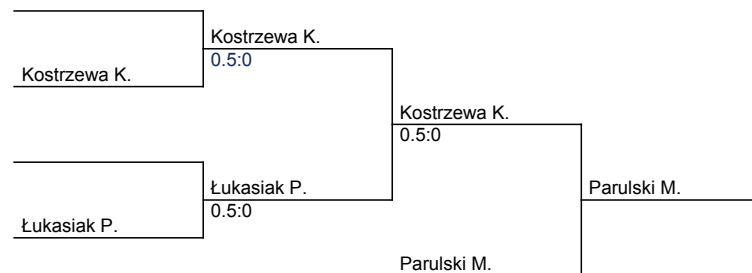 Kostrzewa K.
0.5:0
Kostrzewa K.
Kostrzewa K.
0.5:0
Łukasiak P.
0.5:0
Parulski M.
Łukasiak P.
Parulski M.